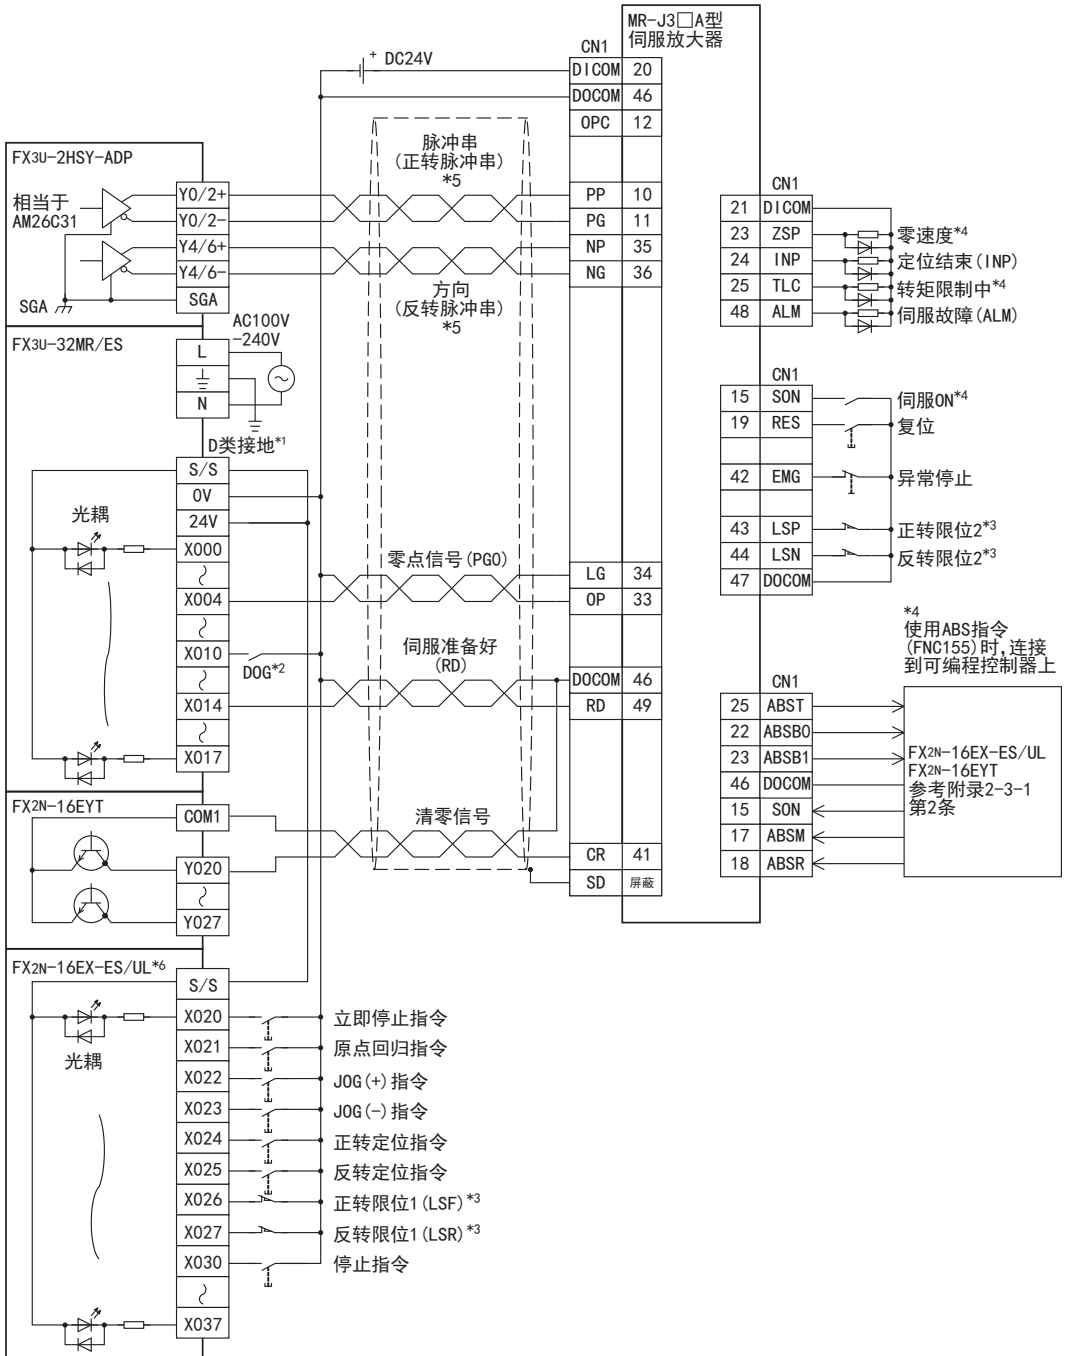 MR-J3□A型
伺服放大器
CN1
+ DC24V
DICOM 20
DOCOM 46
OPC 12
PP 10
PG 11
NP 35
NG 36
LG 34
OP 33
DOCOM 46
RD 49
CR 41
SD 屏蔽
脉冲串
(正转脉冲串)
*5
方向
(反转脉冲串)
*5
零点信号(PG0)
伺服准备好
(RD)
清零信号
FX3U-2HSY-ADP
相当于
AM26C31
Y0/2+
Y0/2-
Y4/6+
Y4/6-
SGA
SGA
FX3U-32MR/ES
AC100V
-240V
L
N
D类接地*1
S/S
0V
24V
光耦
X000
X004
X010
DOG*2
X014
X017
FX2N-16EYT
COM1
Y020
Y027
FX2N-16EX-ES/UL*6
S/S
光耦
X020 立即停止指令
X021 原点回归指令
X022 JOG(+)指令
X023 JOG(-)指令
X024 正转定位指令
X025 反转定位指令
X026 正转限位1(LSF)*3
X027 反转限位1(LSR)*3
X030 停止指令
X037
CN1
21 DICOM
23 ZSP 零速度*4
24 INP 定位结束(INP)
25 TLC 转矩限制中*4
48 ALM 伺服故障(ALM)
CN1
15 SON 伺服ON*4
19 RES 复位
42 EMG 异常停止
43 LSP 正转限位2*3
44 LSN 反转限位2*3
47 DOCOM
*4
使用ABS指令
(FNC155)时,连接
到可编程控制器上
CN1
25 ABST
22 ABSB0
23 ABSB1
46 DOCOM
15 SON
17 ABSM
18 ABSR
FX2N-16EX-ES/UL
FX2N-16EYT
参考附录2-3-1
第2条